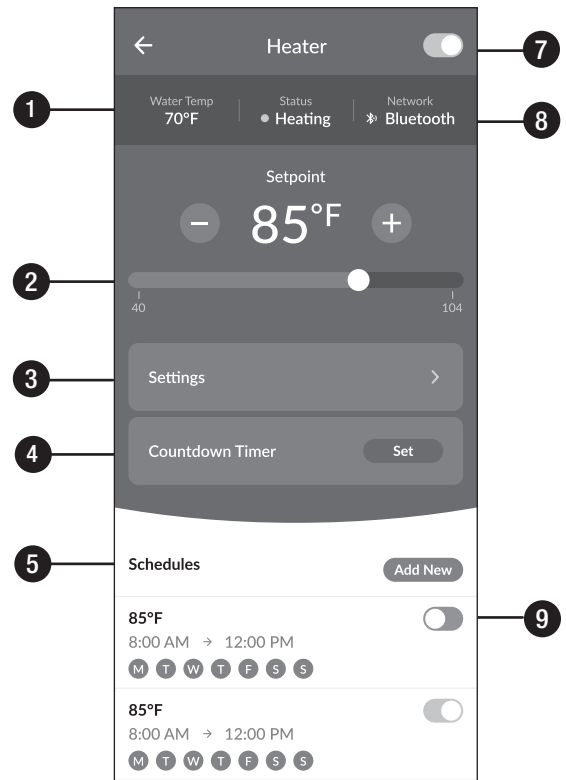 Heater
7
1
Water Temp Status Network
70°F Heating Bluetooth
8
Setpoint
− 85°F +
2
40 104
3
Settings
4
Countdown Timer Set
5
Schedules Add New
85°F
9
8:00 AM → 12:00 PM
M T W T F S S
85°F
8:00 AM → 12:00 PM
M T W T F S S